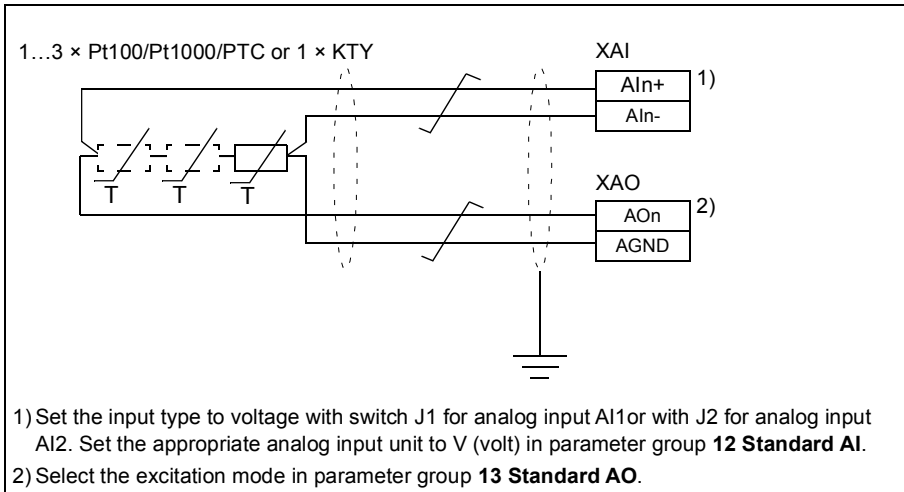 1…3 × Pt100/Pt1000/PTC or 1 × KTY
XAI
AIn+ 1)
AIn-
T T T
XAO
AOn 2)
AGND
1) Set the input type to voltage with switch J1 for analog input AI1or with J2 for analog input
AI2. Set the appropriate analog input unit to V (volt) in parameter group 12 Standard AI.
2) Select the excitation mode in parameter group 13 Standard AO.